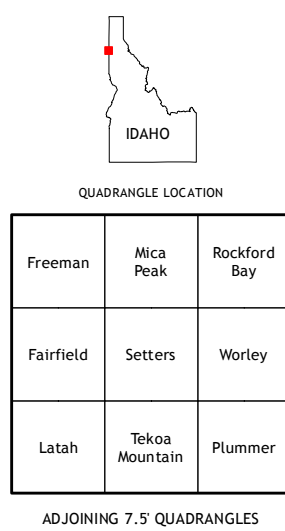 IDAHO
QUADRANGLE LOCATION
Freeman
Mica
Peak
Rockford
Bay
Fairfield
Setters
Worley
Latah
Tekoa
Mountain
Plummer
ADJOINING 7.5' QUADRANGLES